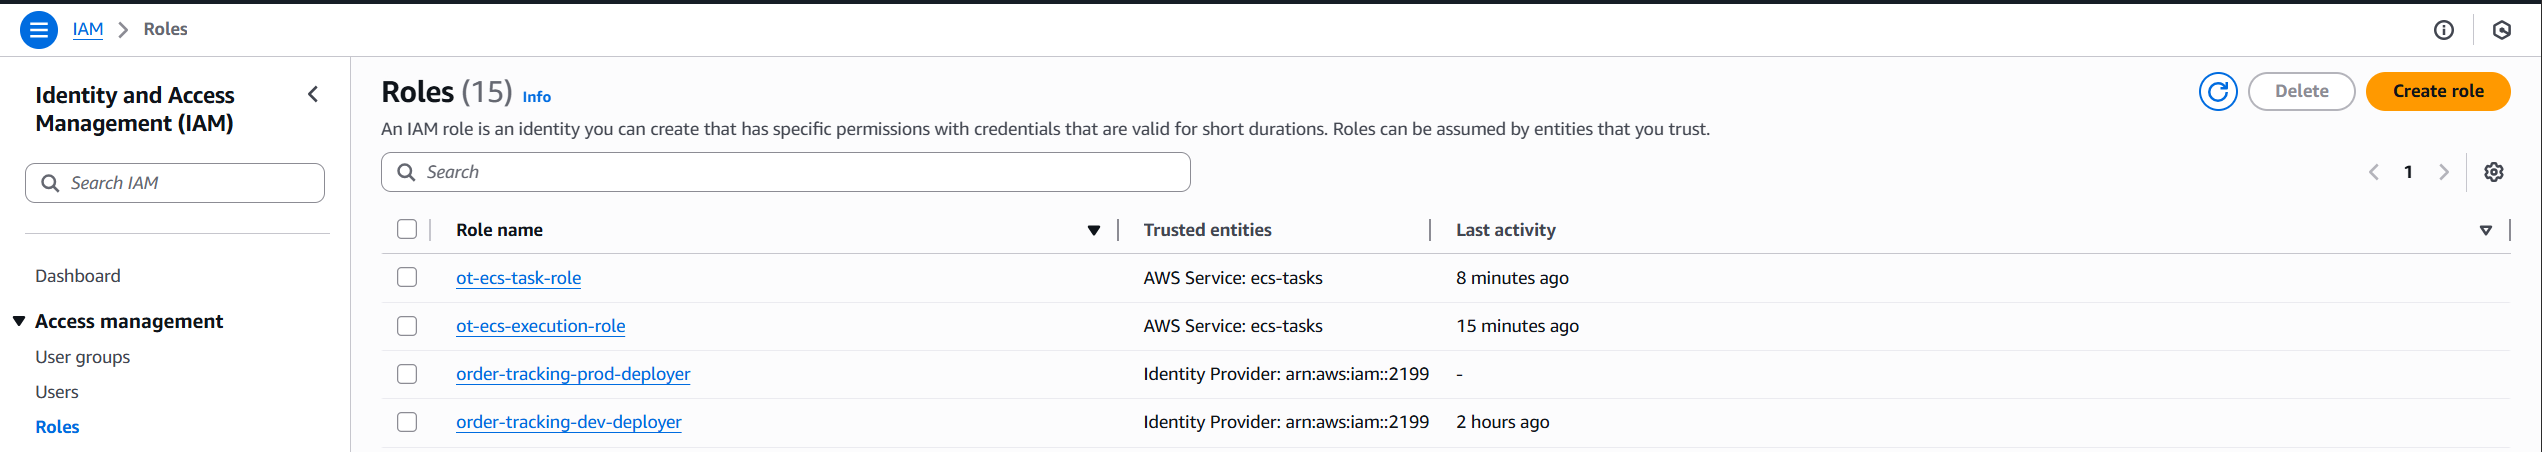 IAM > Roles
Identity and Access
Management (IAM)
Search IAM
Dashboard
Access management
User groups
Users
Roles
Roles (15) Info
Delete
Create role
An IAM role is an identity you can create that has specific permissions with credentials that are valid for short durations. Roles can be assumed by entities that you trust.
Search
1
Role name Trusted entities Last activity
ot-ecs-task-role AWS Service: ecs-tasks 8 minutes ago
ot-ecs-execution-role AWS Service: ecs-tasks 15 minutes ago
order-tracking-prod-deployer Identity Provider: arn:aws:iam::2199 -
order-tracking-dev-deployer Identity Provider: arn:aws:iam::2199 2 hours ago